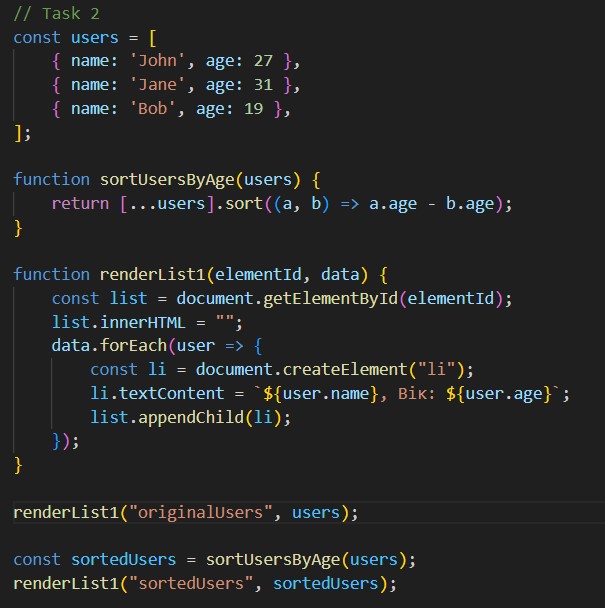 // Task 2
const users = [
    { name: 'John', age: 27 },
    { name: 'Jane', age: 31 },
    { name: 'Bob', age: 19 },
];

function sortUsersByAge(users) {
    return [...users].sort((a, b) => a.age - b.age);
}

function renderList1(elementId, data) {
    const list = document.getElementById(elementId);
    list.innerHTML = "";
    data.forEach(user => {
        const li = document.createElement("li");
        li.textContent = `${user.name}, Вік: ${user.age}`;
        list.appendChild(li);
    });
}

renderList1("originalUsers", users);

const sortedUsers = sortUsersByAge(users);
renderList1("sortedUsers", sortedUsers);